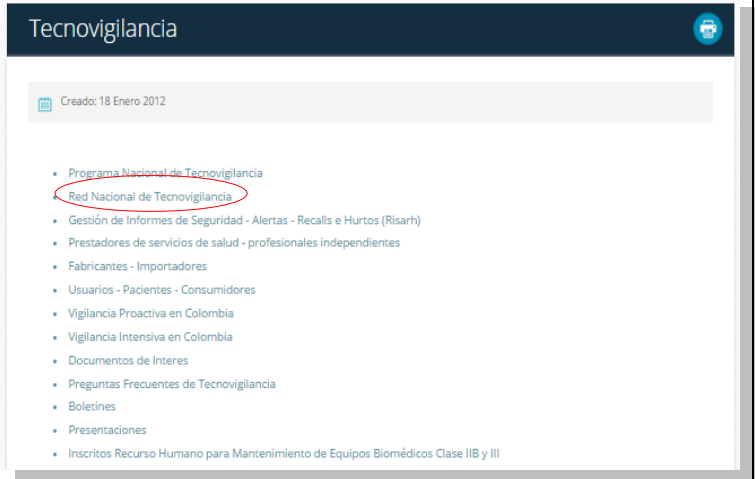 Tecnovigilancia
Creado: 18 Enero 2012
Programa Nacional de Tecnovigilancia
Red Nacional de Tecnovigilancia
Gestión de Informes de Seguridad - Alertas - Recalls e Hurtos (Risarh)
Prestadores de servicios de salud - profesionales independientes
Fabricantes - Importadores
Usuarios - Pacientes - Consumidores
Vigilancia Proactiva en Colombia
Vigilancia Intensiva en Colombia
Documentos de Interes
Preguntas Frecuentes de Tecnovigilancia
Boletines
Presentaciones
Inscritos Recurso Humano para Mantenimiento de Equipos Biomédicos Clase IIB y III